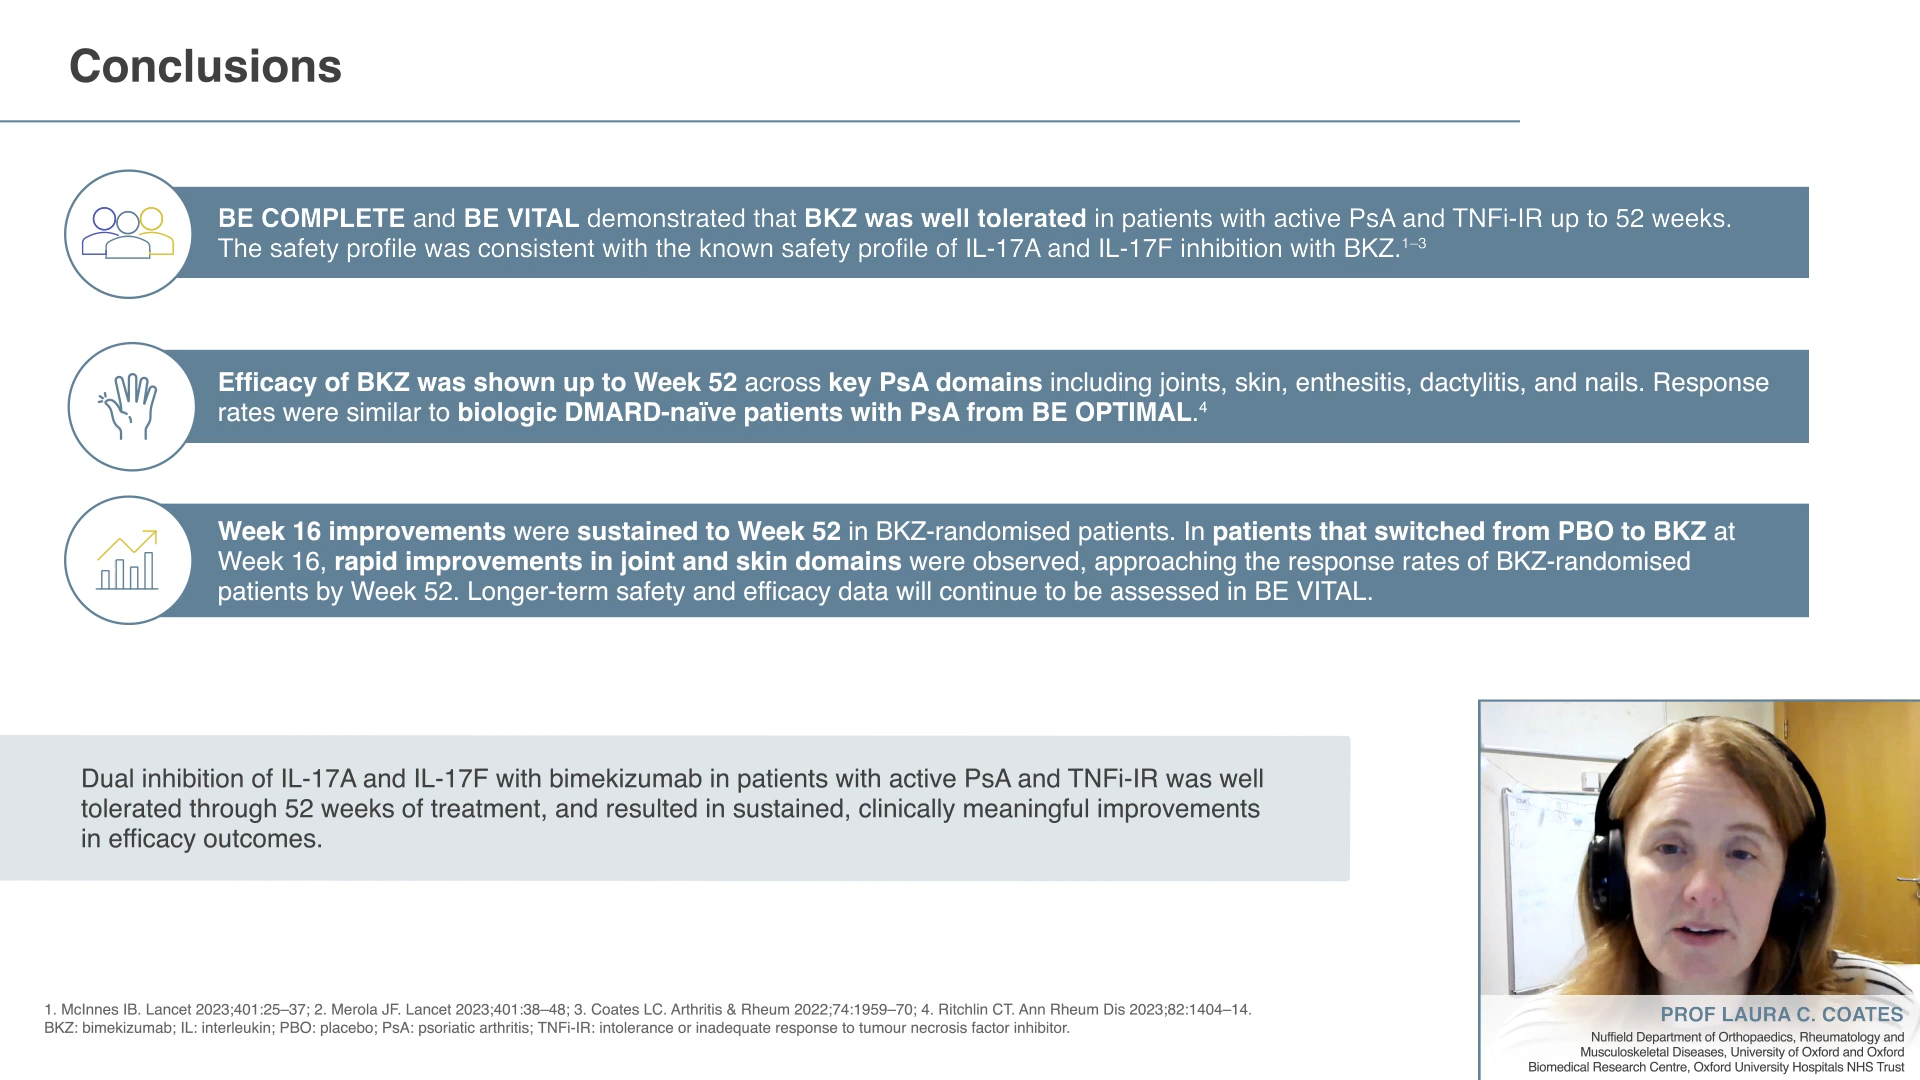 Conclusions
BE COMPLETE and BE VITAL demonstrated that BKZ was well tolerated in patients with active PsA and TNFi-IR up to 52 weeks.
The safety profile was consistent with the known safety profile of IL-17A and IL-17F inhibition with BKZ.1–3
Efficacy of BKZ was shown up to Week 52 across key PsA domains including joints, skin, enthesitis, dactylitis, and nails. Response
rates were similar to biologic DMARD-naïve patients with PsA from BE OPTIMAL.4
Week 16 improvements were sustained to Week 52 in BKZ-randomised patients. In patients that switched from PBO to BKZ at
Week 16, rapid improvements in joint and skin domains were observed, approaching the response rates of BKZ-randomised
patients by Week 52. Longer-term safety and efficacy data will continue to be assessed in BE VITAL.
Dual inhibition of IL-17A and IL-17F with bimekizumab in patients with active PsA and TNFi-IR was well
tolerated through 52 weeks of treatment, and resulted in sustained, clinically meaningful improvements
in efficacy outcomes.
1. McInnes IB. Lancet 2023;401:25–37; 2. Merola JF. Lancet 2023;401:38–48; 3. Coates LC. Arthritis & Rheum 2022;74:1959–70; 4. Ritchlin CT. Ann Rheum Dis 2023;82:1404–14.
BKZ: bimekizumab; IL: interleukin; PBO: placebo; PsA: psoriatic arthritis; TNFi-IR: intolerance or inadequate response to tumour necrosis factor inhibitor.
PROF LAURA C. COATES
Nuffield Department of Orthopaedics, Rheumatology and
Musculoskeletal Diseases, University of Oxford and Oxford
Biomedical Research Centre, Oxford University Hospitals NHS Trust